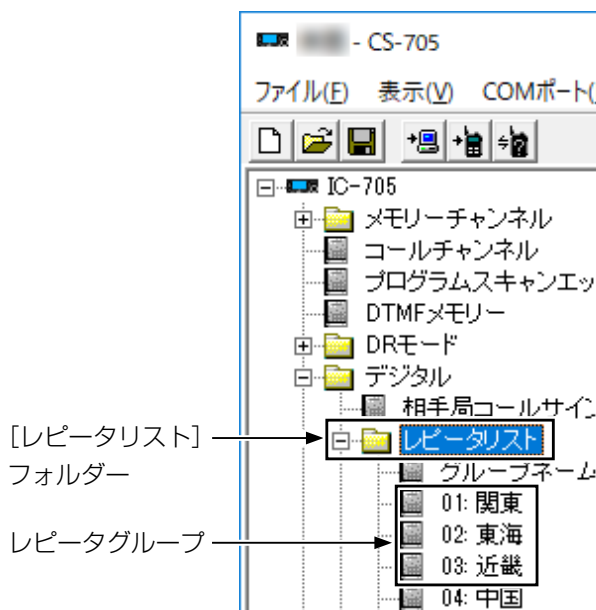 - CS-705
ファイル(F) 表示(V) COMポート(
IC-705
メモリーチャンネル
コールチャンネル
プログラムスキャンエッ
DTMFメモリー
DRモード
デジタル
相手局コールサイン
[レピータリスト]
フォルダー
レピータリスト
グループネーム
レピータグループ
01: 関東
02: 東海
03: 近畿
04: 中国